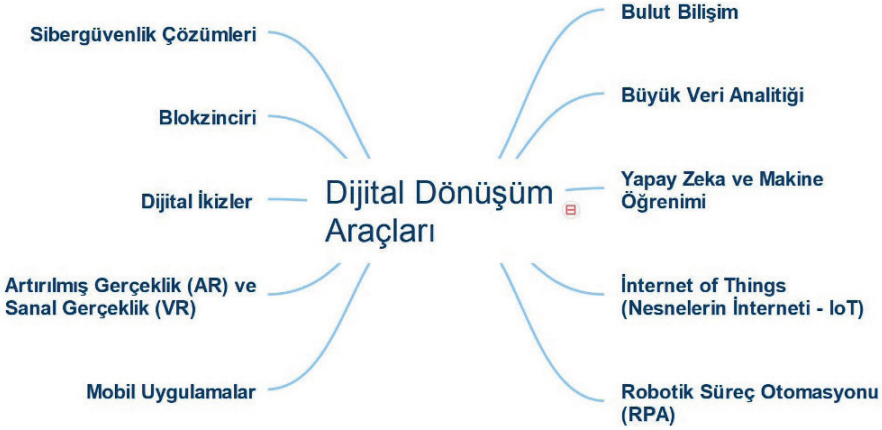 Dijital Dönüşüm
Araçları
Bulut Bilişim
Büyük Veri Analitiği
Yapay Zeka ve Makine
Öğrenimi
İnternet of Things
(Nesnelerin İnterneti - IoT)
Robotik Süreç Otomasyonu
(RPA)
Sibergüvenlik Çözümleri
Blokzinciri
Dijital İkizler
Artırılmış Gerçeklik (AR) ve
Sanal Gerçeklik (VR)
Mobil Uygulamalar